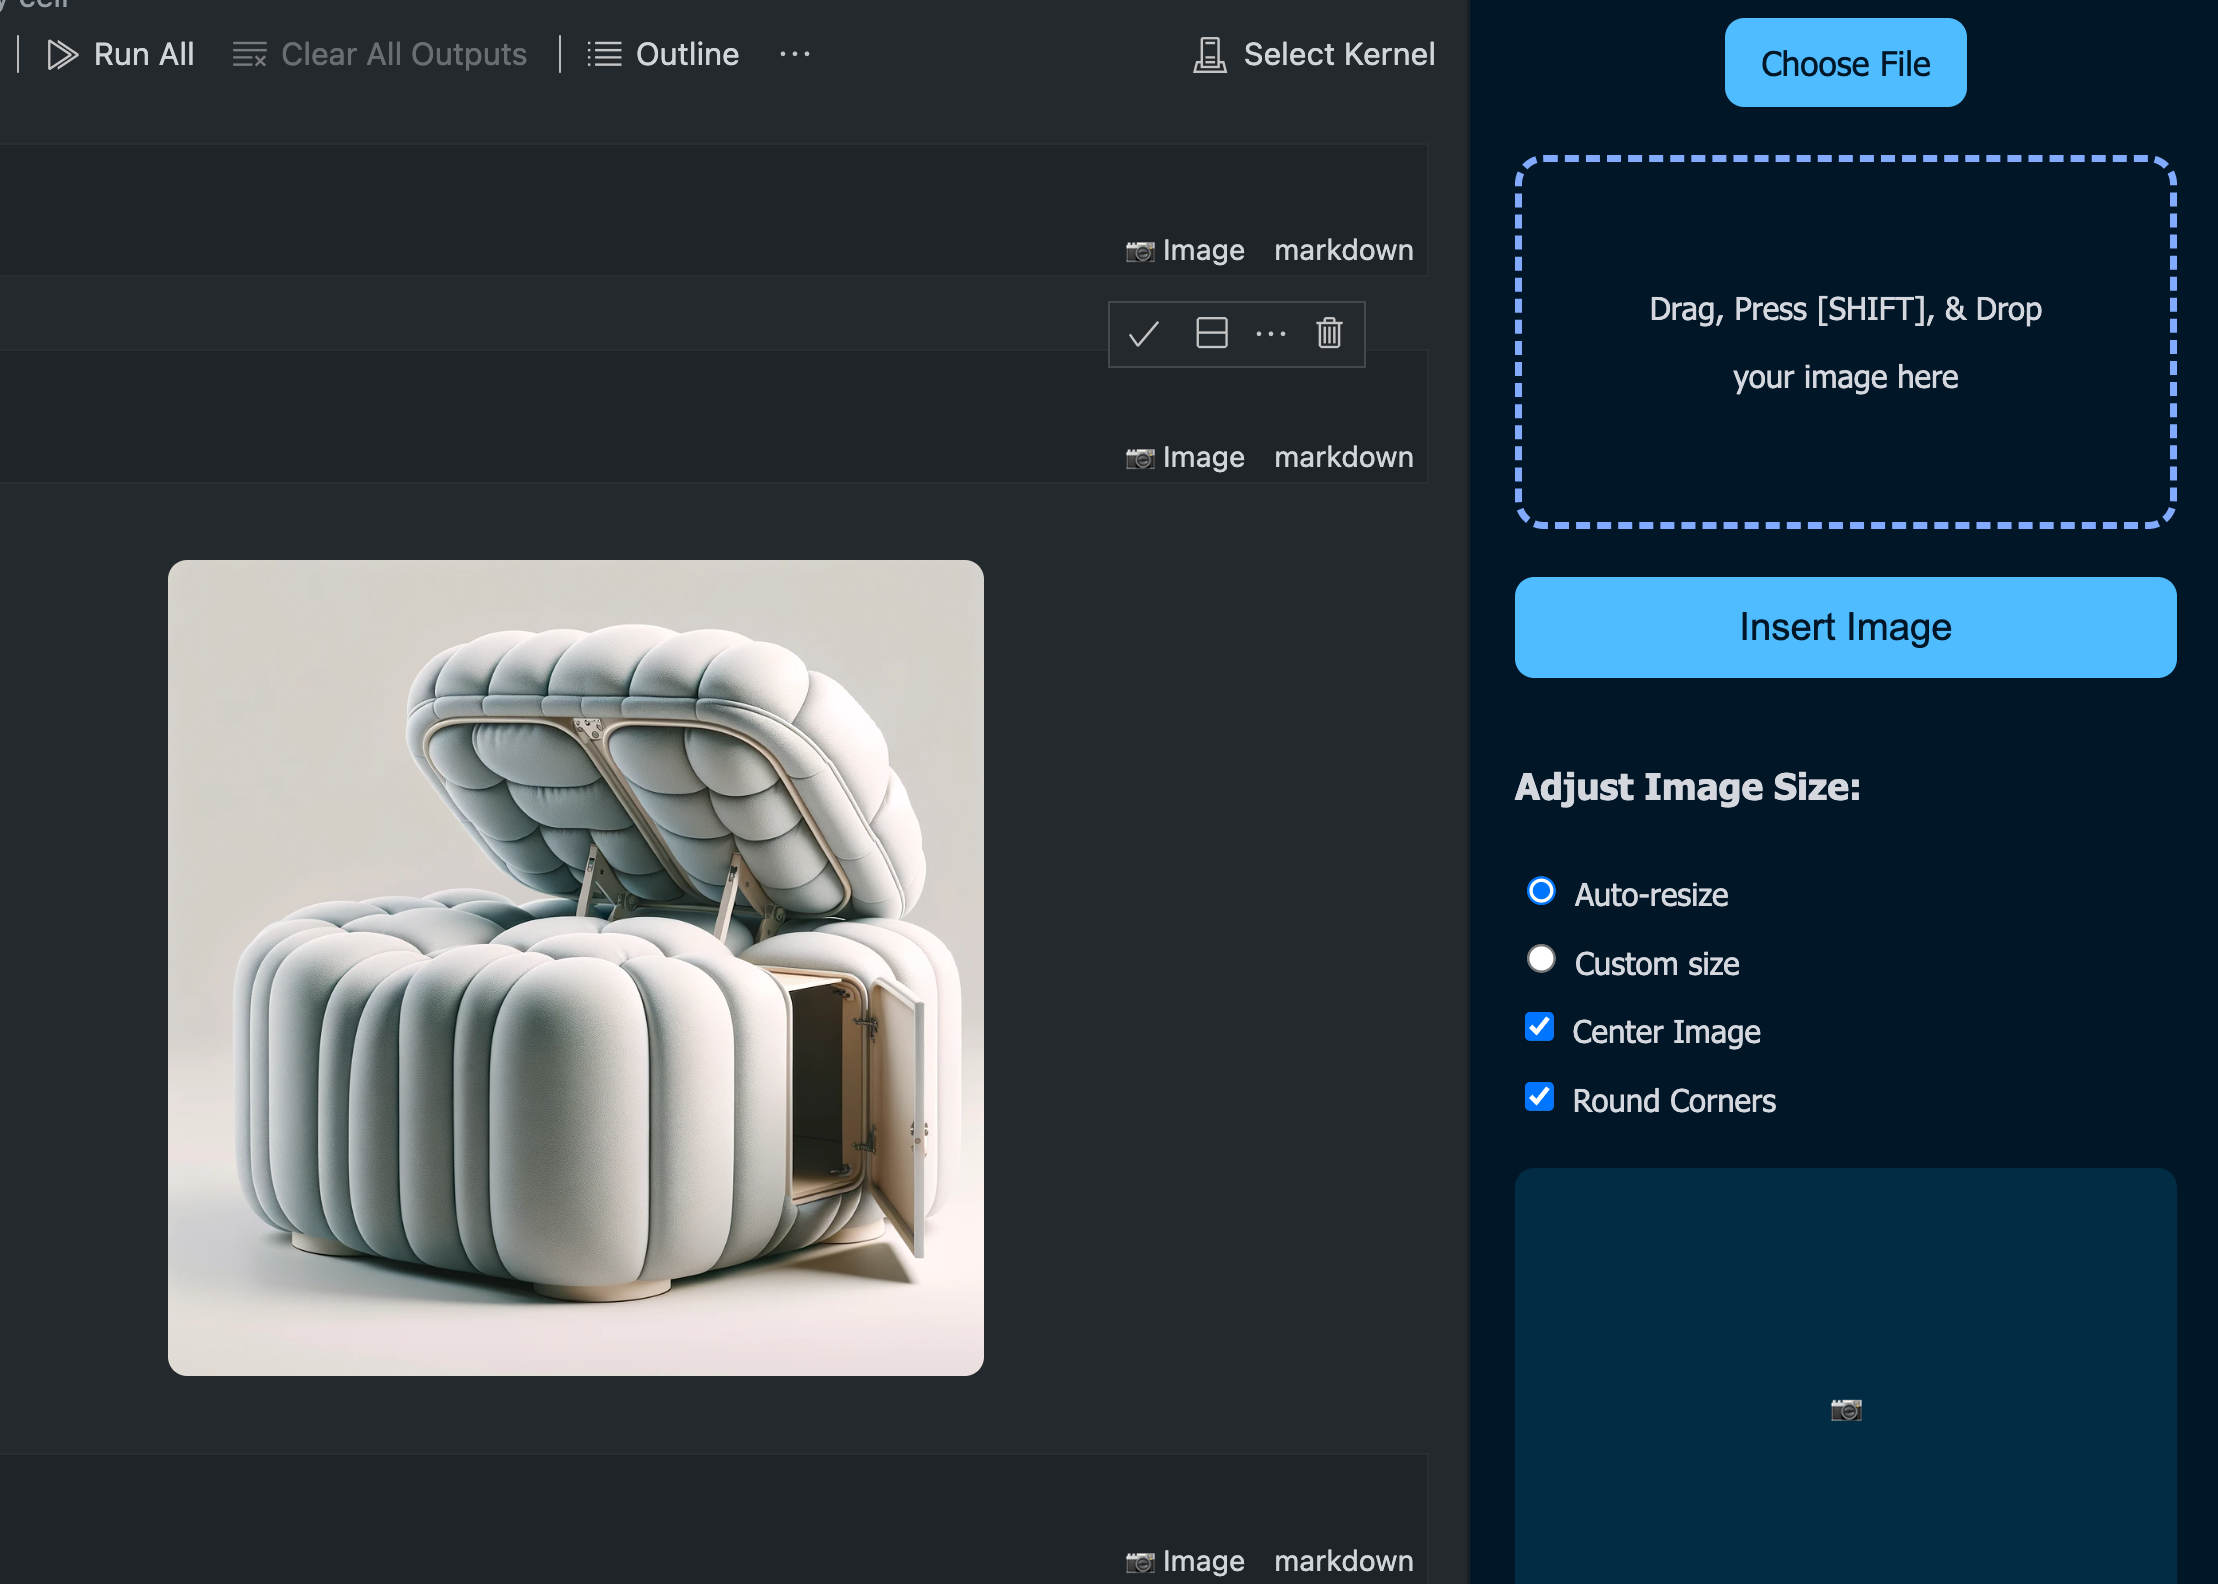 Run All
Clear All Outputs
Outline
Select Kernel
Image markdown
Image markdown
Image markdown
Choose File
Drag, Press [SHIFT], & Drop
your image here
Insert Image
Adjust Image Size:
Auto-resize
Custom size
Center Image
Round Corners